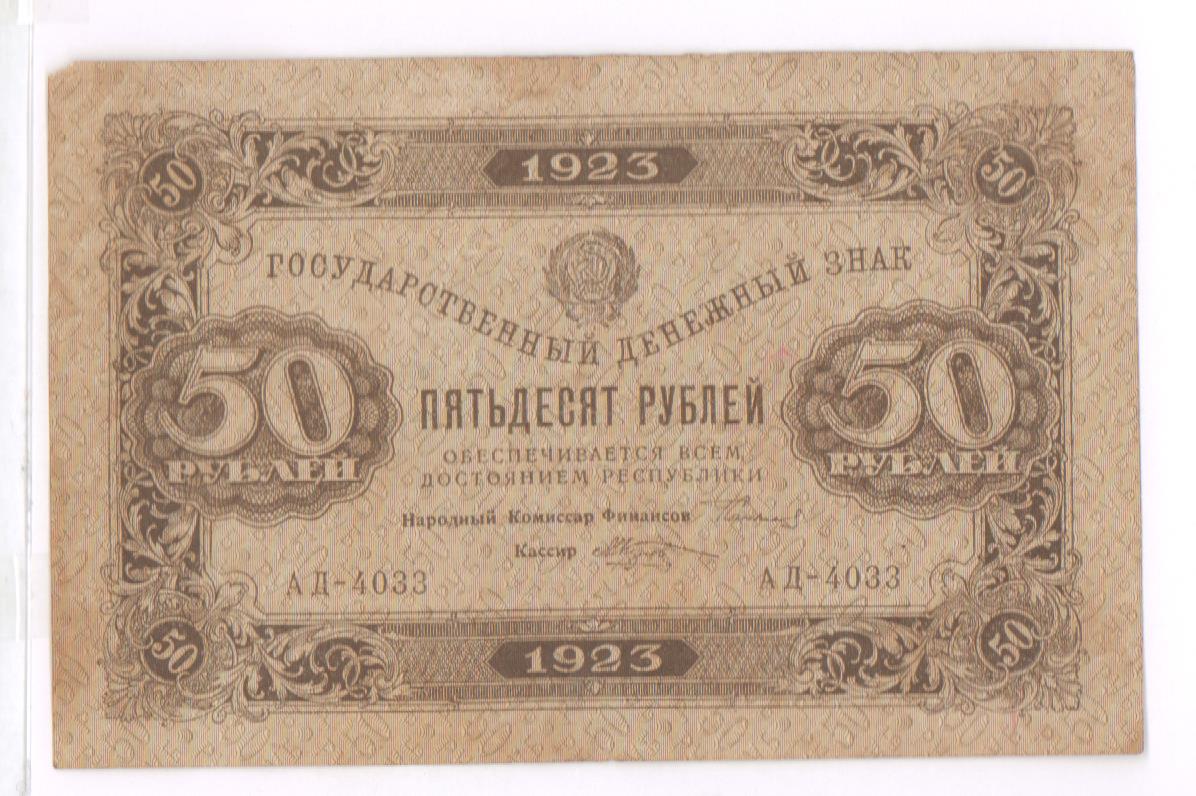 1923
50 50
ГОСУДАРСТВЕННЫЙ ДЕНЕЖНЫЙ ЗНАК
50 РУБЛЕЙ
ПЯТЬДЕСЯТ РУБЛЕЙ
50 РУБЛЕЙ
ОБЕСПЕЧИВАЕТСЯ ВСЕМ
ДОСТОЯНИЕМ РЕСПУБЛИКИ
Народный Комиссар Финансов
Кассир
АД-4033 АД-4033
50 50
1923